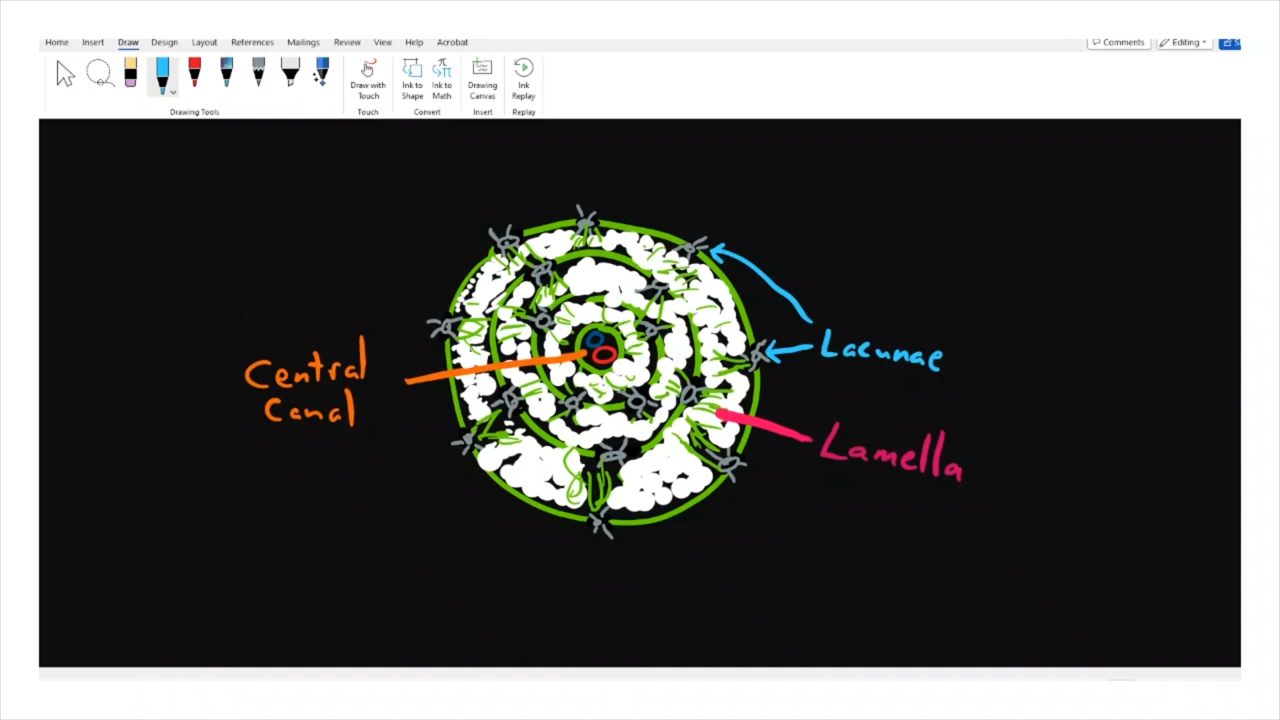 Home Insert Draw Design Layout References Mailings Review View Help Acrobat
Comments Editing
Draw with Touch
Ink to Shape
Ink to Math
Drawing Canvas
Ink Replay
Drawing Tools Touch Convert Insert Replay
Lacunae
Central
Canal
Lamella